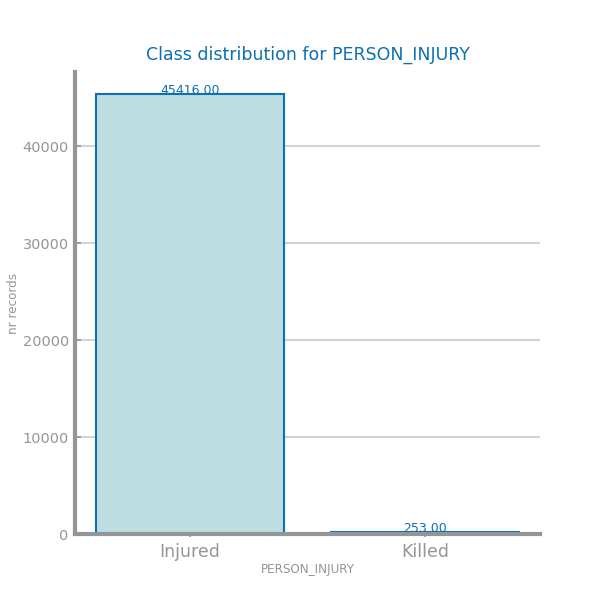 Class distribution for PERSON_INJURY
45416.00
40000
30000
nr records
20000
10000
253.00
0
Injured Killed
PERSON_INJURY